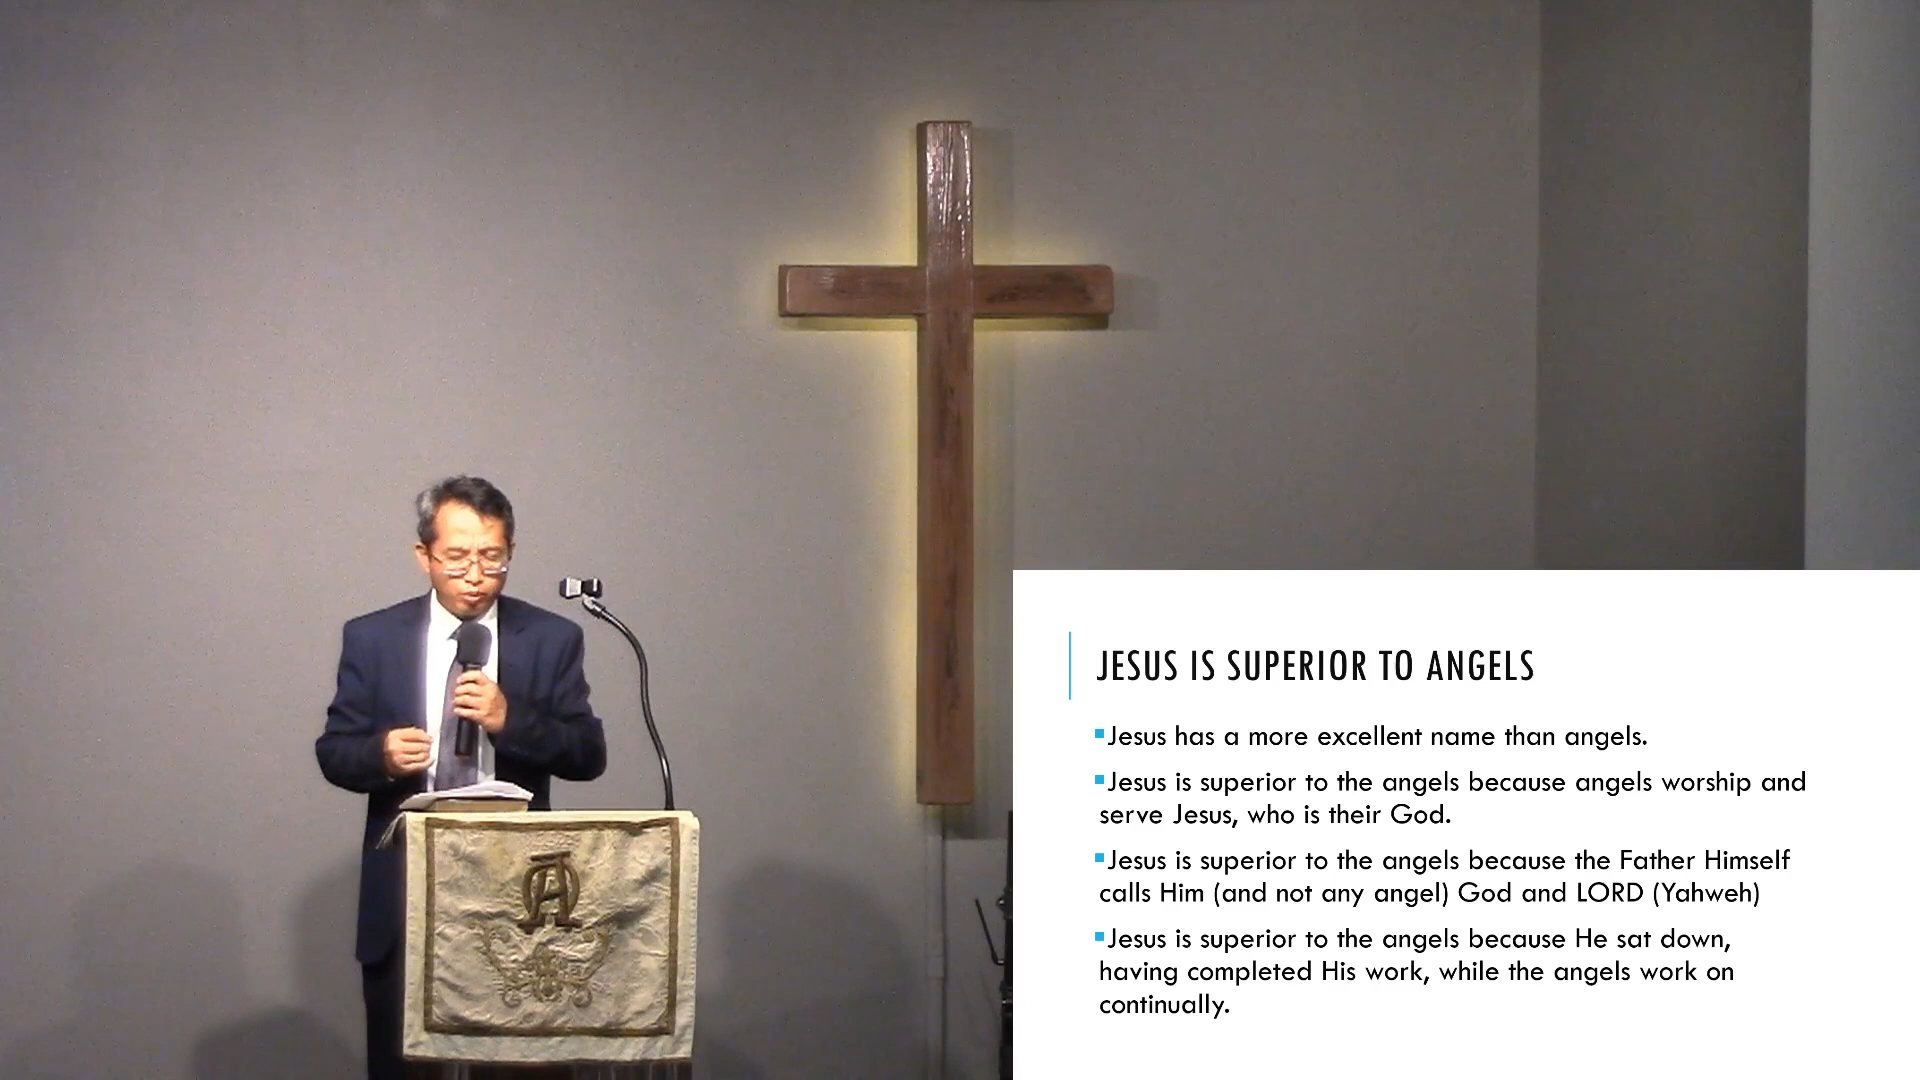 JESUS IS SUPERIOR TO ANGELS
▪Jesus has a more excellent name than angels.
▪Jesus is superior to the angels because angels worship and
serve Jesus, who is their God.
▪Jesus is superior to the angels because the Father Himself
calls Him (and not any angel) God and LORD (Yahweh)
▪Jesus is superior to the angels because He sat down,
having completed His work, while the angels work on
continually.